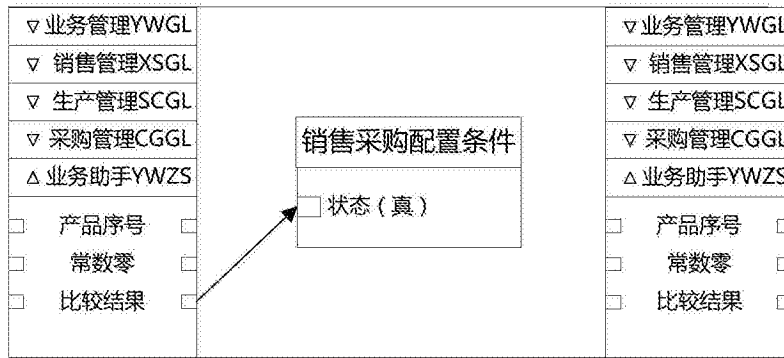 ▽业务管理YWGL
▽ 销售管理XSGL
▽ 生产管理SCGL
▽ 采购管理CGGL
△业务助手YWZS
产品序号
常数零
比较结果
销售采购配置条件
状态(真)
▽业务管理YWGL
▽ 销售管理XSGL
▽ 生产管理SCGL
▽ 采购管理CGGL
△业务助手YWZS
产品序号
常数零
比较结果